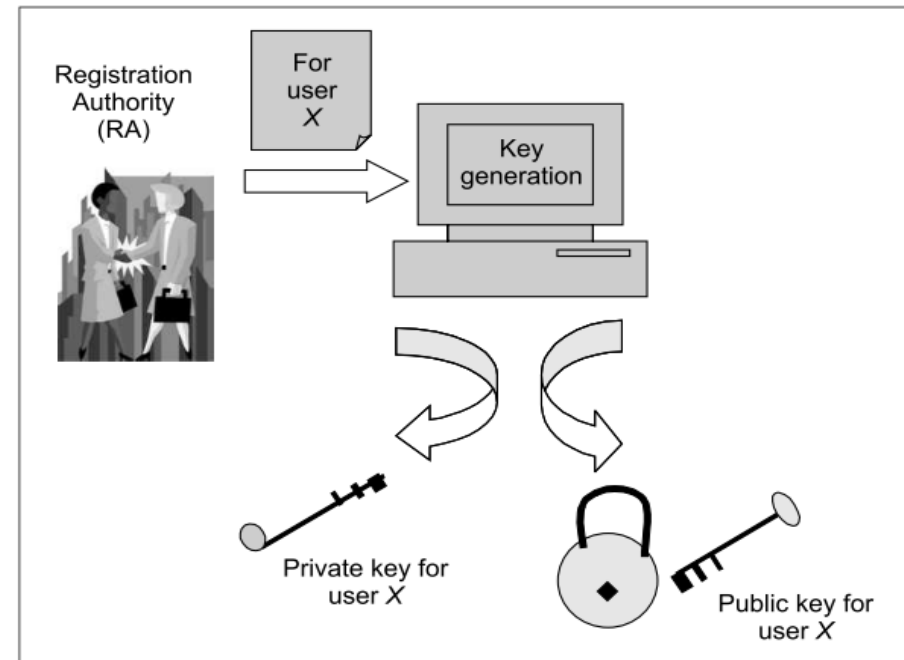 Registration
Authority
(RA)
For
user
X
Key
generation
Private key for
user X
Public key for
user X